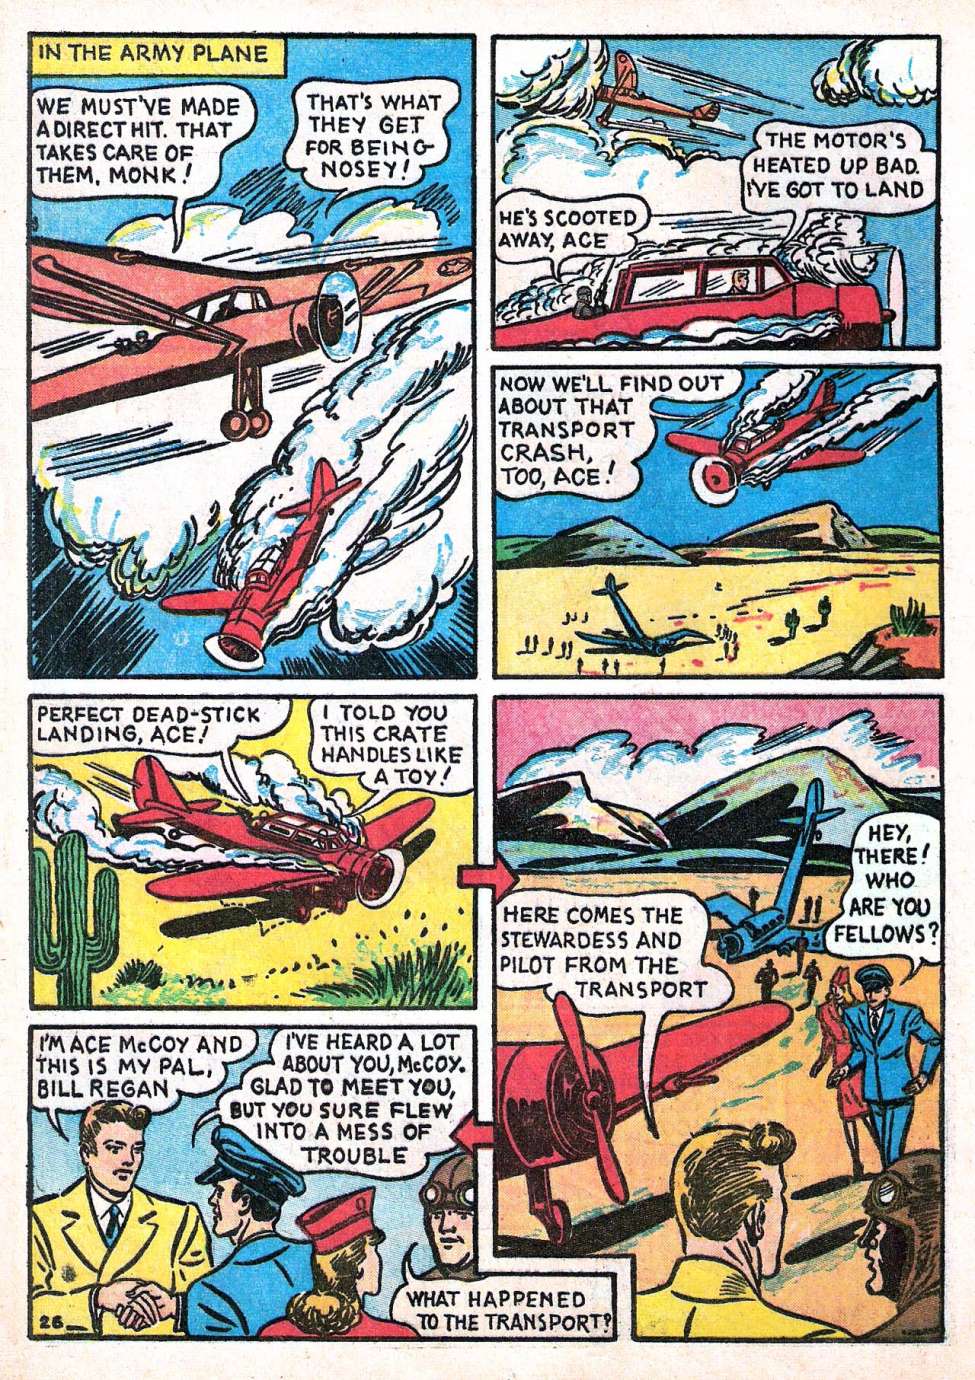 IN THE ARMY PLANE
WE MUST'VE MADE
A DIRECT HIT. THAT
TAKES CARE OF
THEM, MONK!
THAT'S WHAT
THEY GET
FOR BEING
NOSEY!
THE MOTOR'S
HEATED UP BAD.
I'VE GOT TO LAND
HE'S SCOOTED
AWAY, ACE
NOW WE'LL FIND OUT
ABOUT THAT
TRANSPORT
CRASH,
TOO, ACE!
PERFECT DEAD-STICK
LANDING, ACE!
I TOLD YOU
THIS CRATE
HANDLES LIKE
A TOY!
HERE COMES THE
STEWARDESS AND
PILOT FROM THE
TRANSPORT
HEY,
THERE!
WHO
ARE YOU
FELLOWS?
I'M ACE McCOY AND
THIS IS MY PAL,
BILL REGAN
I'VE HEARD A LOT
ABOUT YOU, McCOY.
GLAD TO MEET YOU,
BUT YOU SURE FLEW
INTO A MESS OF
TROUBLE
WHAT HAPPENED
TO THE TRANSPORT?
26